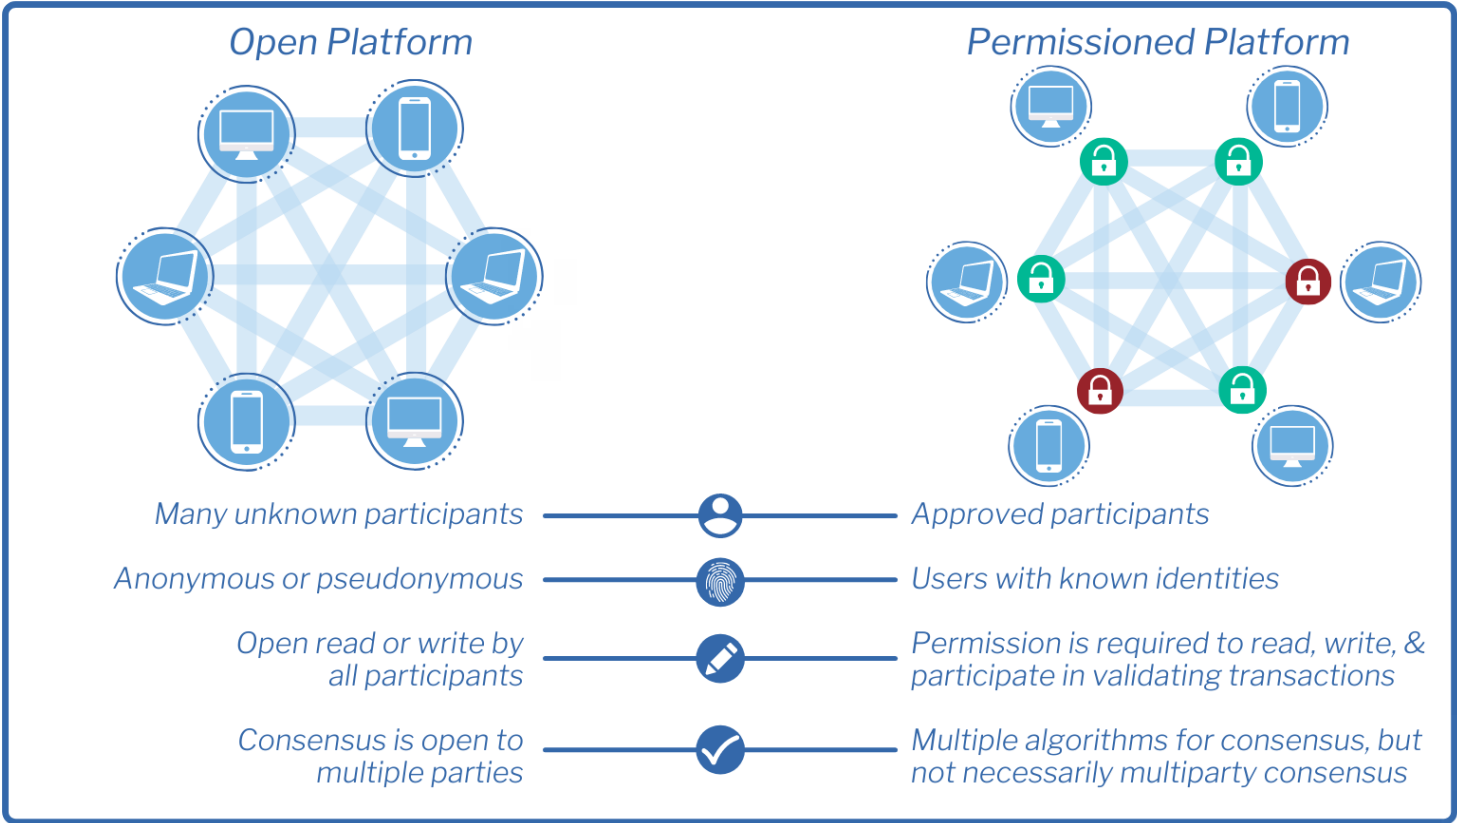 Open Platform
Permissioned Platform
Many unknown participants
Approved participants
Anonymous or pseudonymous
Users with known identities
Open read or write by
all participants
Permission is required to read, write, &
participate in validating transactions
Consensus is open to
multiple parties
Multiple algorithms for consensus, but
not necessarily multiparty consensus